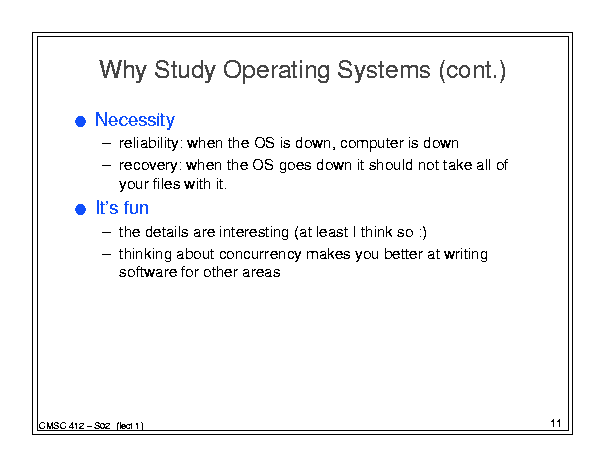 Why Study Operating Systems (cont.)
● Necessity
– reliability: when the OS is down, computer is down
– recovery: when the OS goes down it should not take all of
your files with it.
● It's fun
– the details are interesting (at least I think so :)
– thinking about concurrency makes you better at writing
software for other areas
CMSC 412 – S02 (lect 1)
11